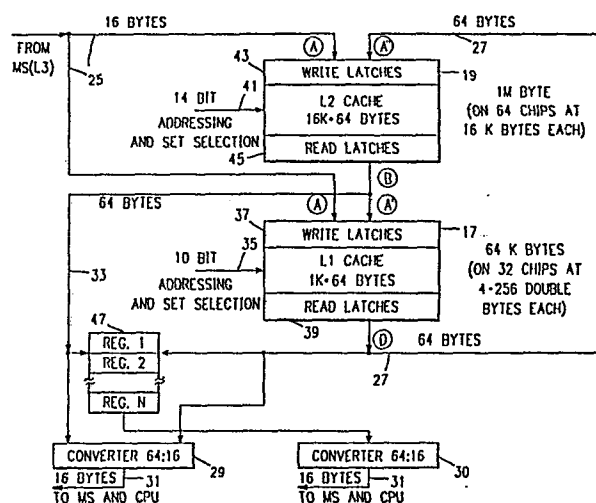 16 BYTES
64 BYTES
FROM
MS(L3)
25
A
A"
27
43
WRITE LATCHES
19
14 BIT
41
L2 CACHE
16K·64 BYTES
1M BYTE
(ON 64 CHIPS AT
16 K BYTES EACH)
ADDRESSING
AND SET SELECTION
45
READ LATCHES
B
64 BYTES
A
A'
37
WRITE LATCHES
17
33
10 BIT
35
L1 CACHE
1K·64 BYTES
64 K BYTES
(ON 32 CHIPS AT
4·256 DOUBLE
BYTES EACH)
ADDRESSING
AND SET SELECTION
READ LATCHES
39
47
D
64 BYTES
27
REG. 1
REG. 2
REG. N
CONVERTER 64:16
CONVERTER 64:16
29
30
16 BYTES
31
16 BYTES
31
TO MS AND CPU
TO MS AND CPU